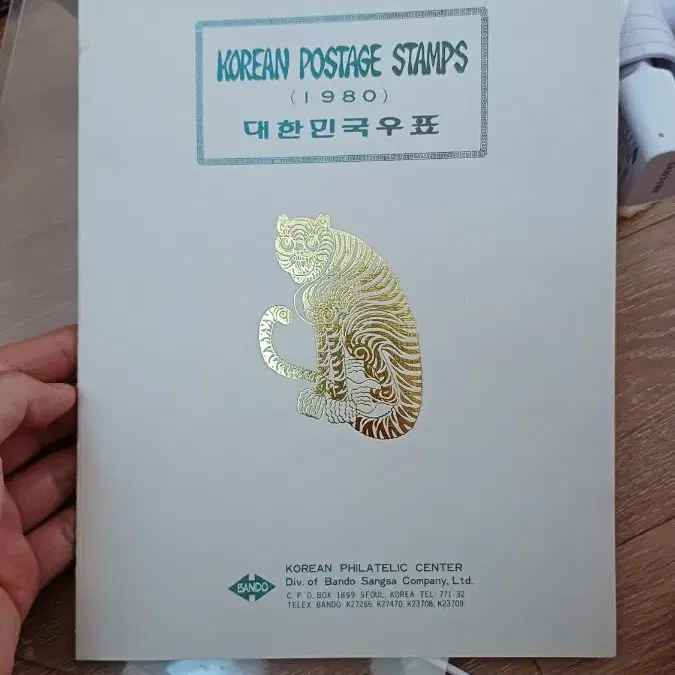 KOREAN POSTAGE STAMPS
(1980)
대한민국우표
BANDO
KOREAN PHILATELIC CENTER
Div. of Bando Sangsa Company, Ltd.
C. P. O. BOX 1899 SEOUL, KOREA TEL: 771-32
TELEX: BANDO K27266, K27470, K23708, K23709